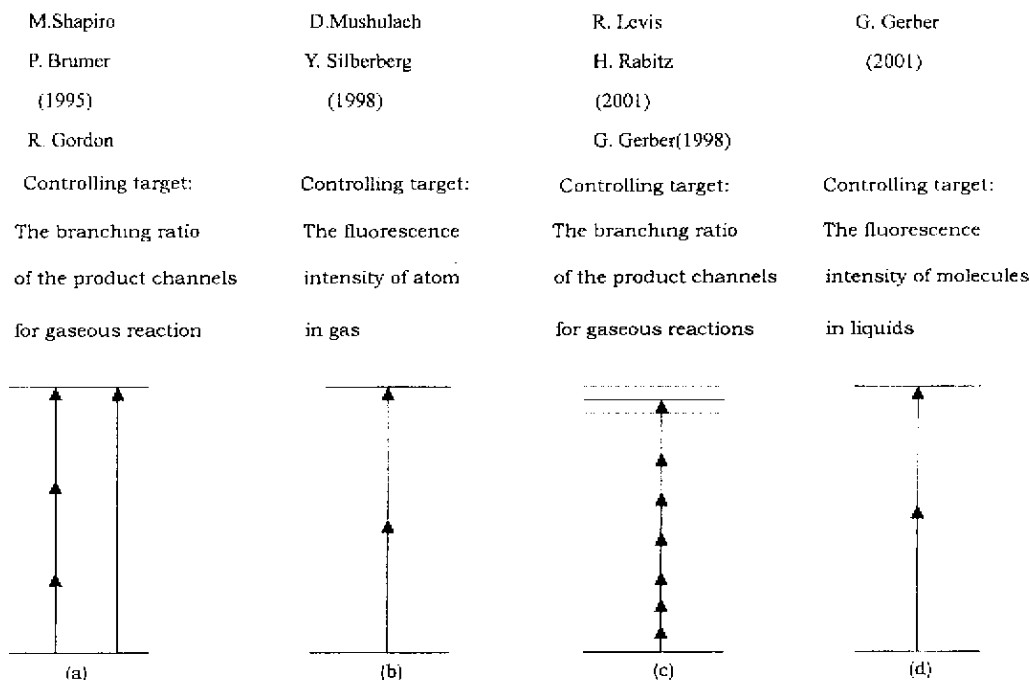 M.Shapiro
P. Brumer
(1995)
R. Gordon
Controlling target:
The branching ratio
of the product channels
for gaseous reaction
(a)
D.Mushulach
Y. Silberberg
(1998)
Controlling target:
The fluorescence
intensity of atom
in gas
(b)
R. Levis
H. Rabitz
(2001)
G. Gerber(1998)
Controlling target:
The branching ratio
of the product channels
for gaseous reactions
(c)
G. Gerber
(2001)
Controlling target:
The fluorescence
intensity of molecules
in liquids
(d)